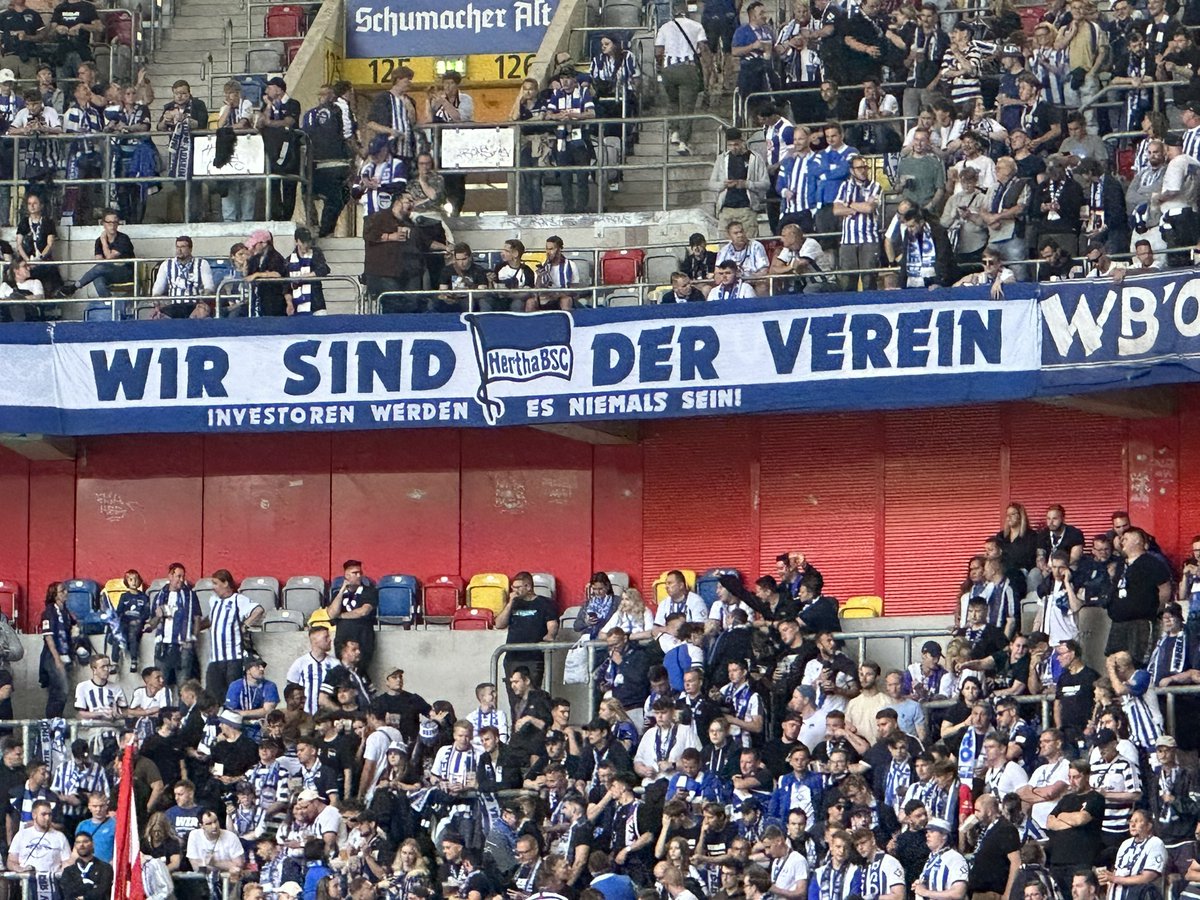 Schumacher Alt
125
126
WIR SIND HerthaBSC DER VEREIN
INVESTOREN WERDEN ES NIEMALS SEIN!
WB'